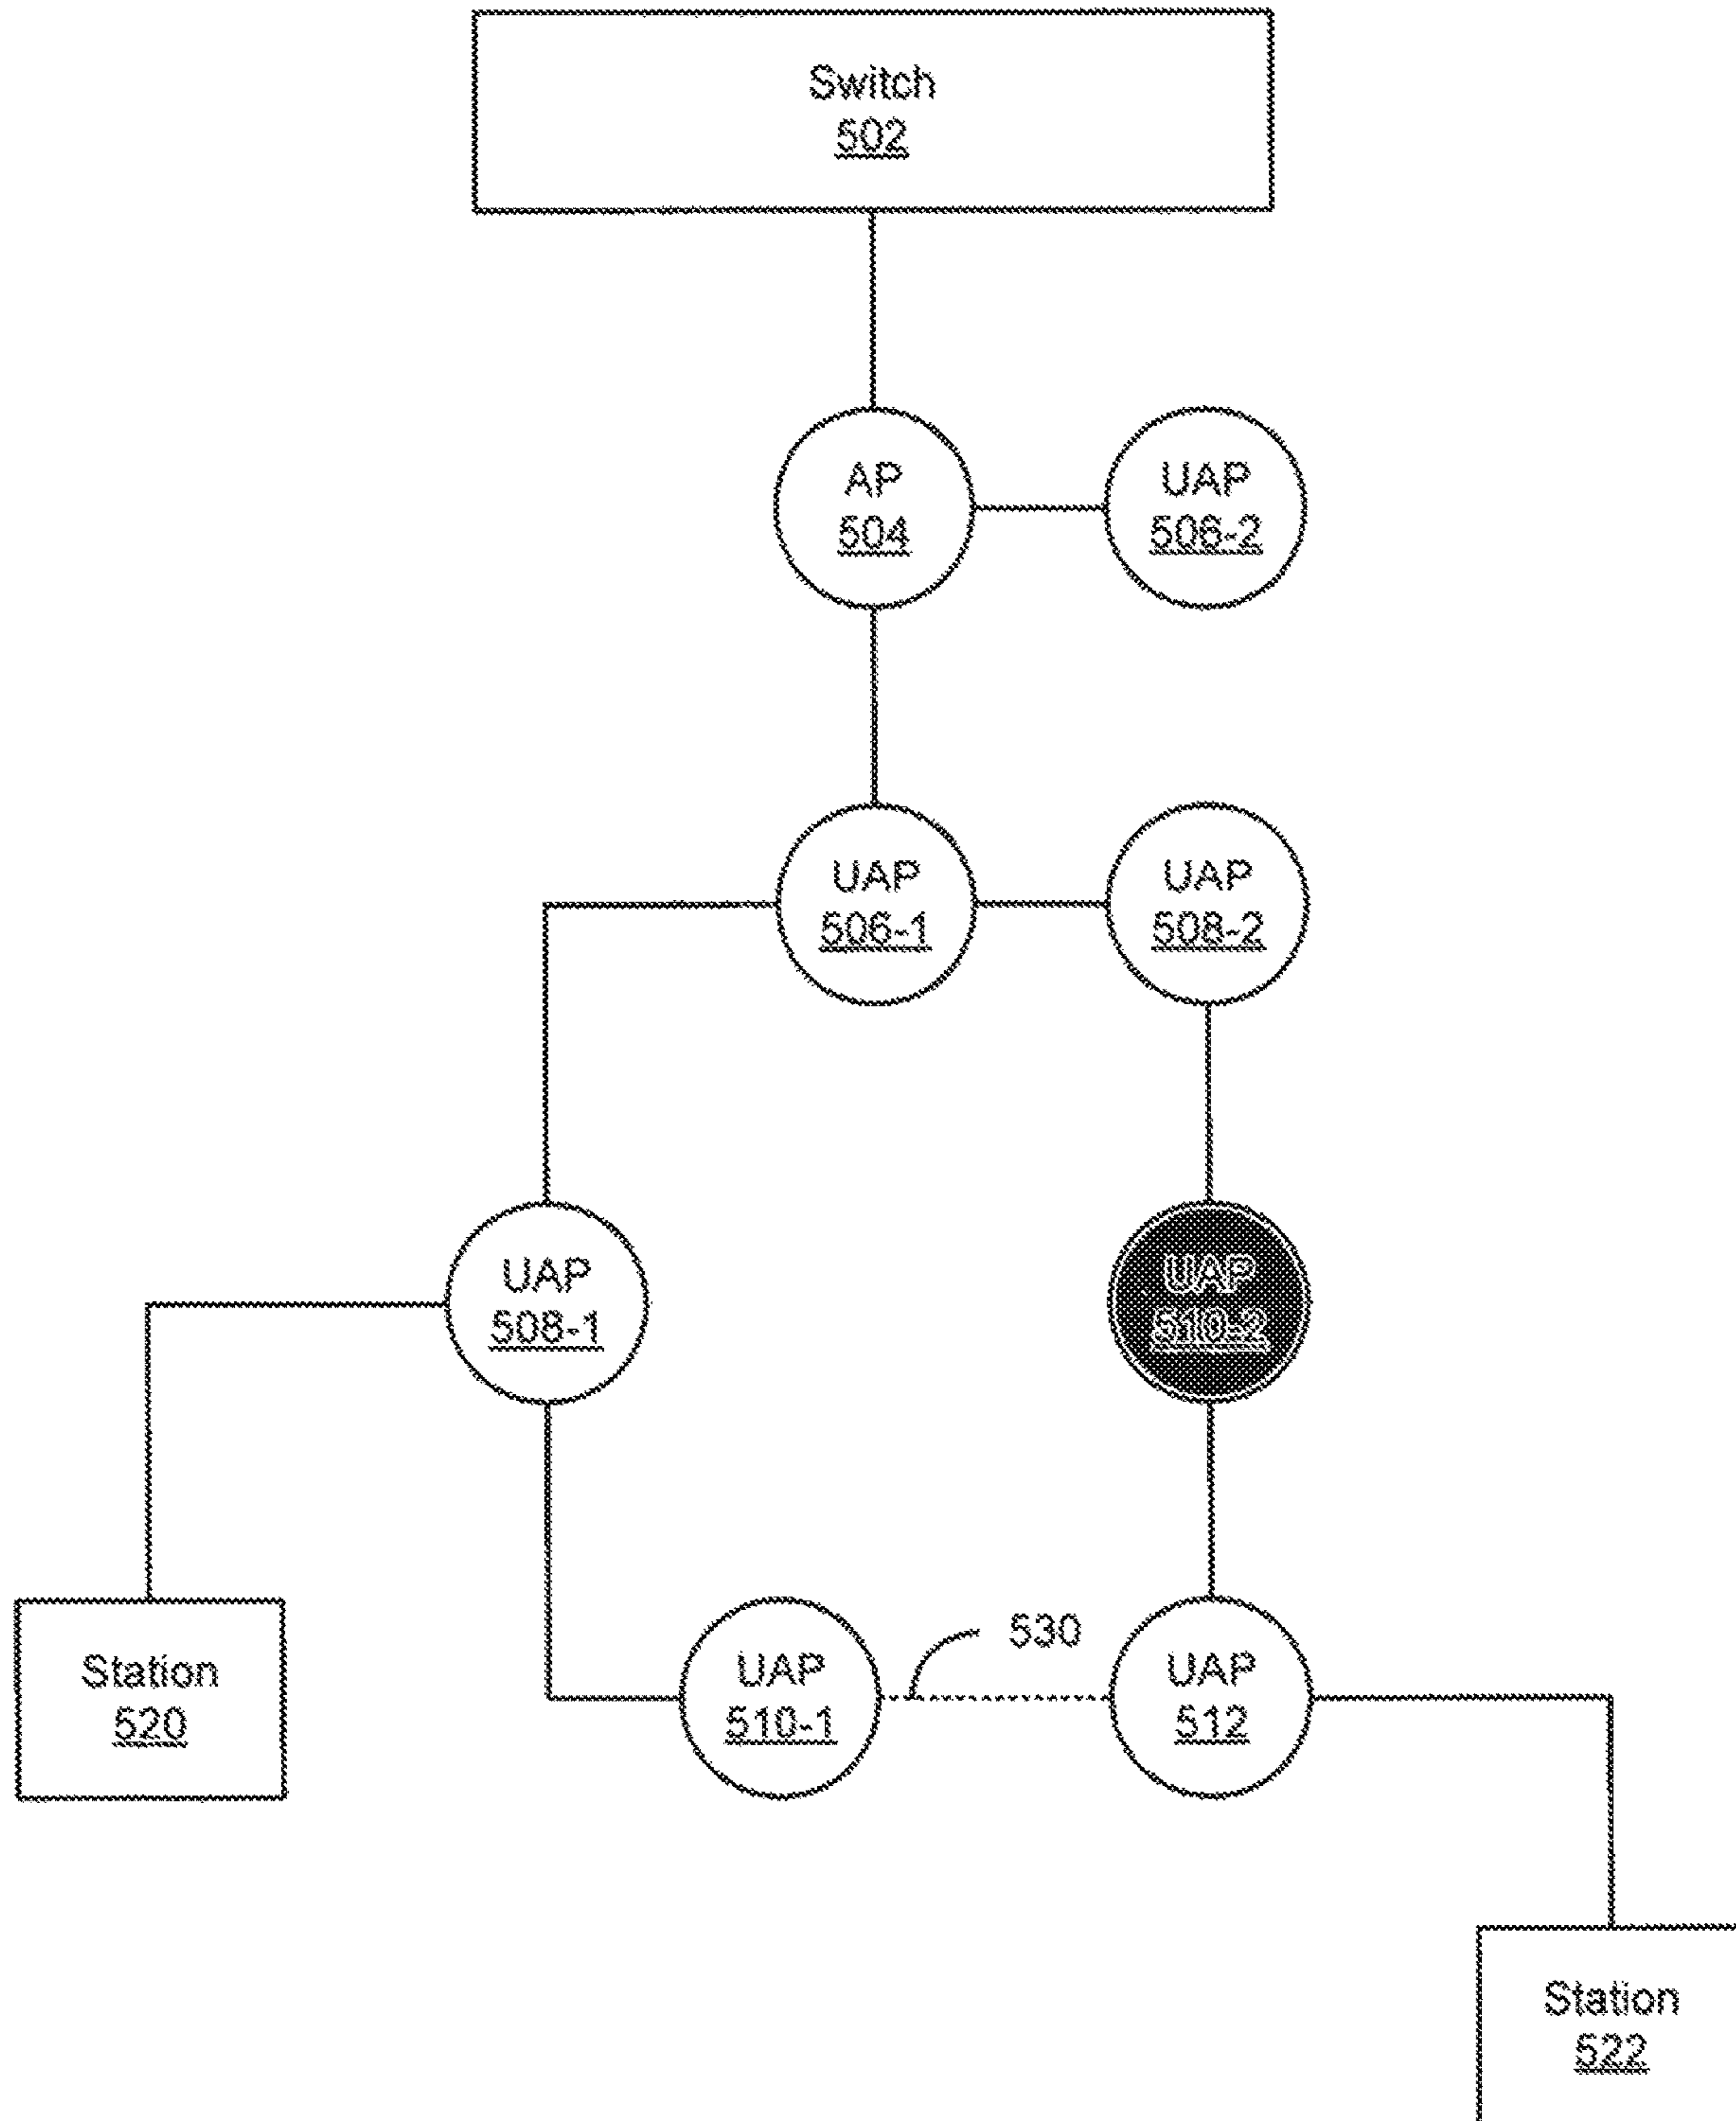 Switch
502
AP
504
UAP
506-2
UAP
506-1
UAP
508-2
UAP
508-1
UAP
510-2
Station
520
UAP
510-1
530
UAP
512
Station
522